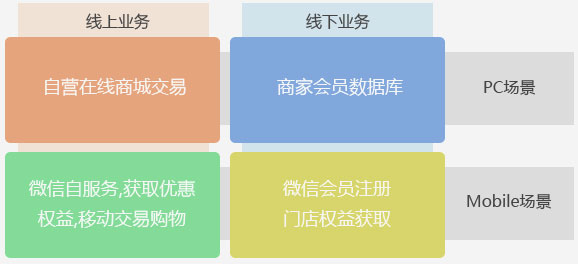 线上业务
线下业务
自营在线商城交易
商家会员数据库
PC场景
微信自服务,获取优惠
权益,移动交易购物
微信会员注册
门店权益获取
Mobile场景